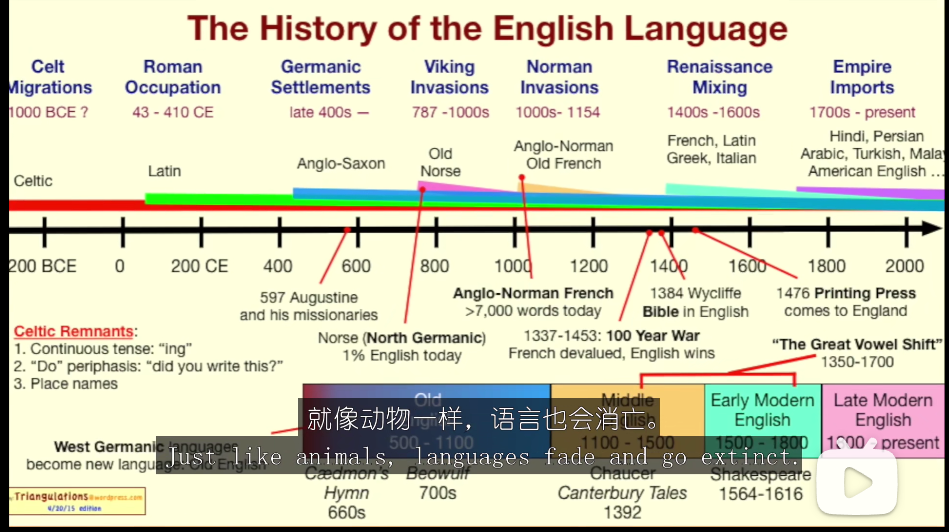 The History of the English Language
Celt
Migrations
1000 BCE ?
Roman
Occupation
43 - 410 CE
Germanic
Settlements
late 400s —
Viking
Invasions
787 -1000s
Norman
Invasions
1000s- 1154
Renaissance
Mixing
1400s -1600s
Empire
Imports
1700s - present
Celtic
Latin
Anglo-Saxon
Old
Norse
Anglo-Norman
Old French
French, Latin
Greek, Italian
Hindi, Persian
Arabic, Turkish, Malay
American English ...
200 BCE 0 200 CE 400 600 800 1000 1200 1400 1600 1800 2000
597 Augustine
and his missionaries
Norse (North Germanic)
1% English today
Anglo-Norman French
>7,000 words today
1337-1453: 100 Year War
French devalued, English wins
1384 Wycliffe
Bible in English
1476 Printing Press
comes to England
"The Great Vowel Shift"
1350-1700
Celtic Remnants:
1. Continuous tense: "ing"
2. "Do" periphasis: "did you write this?"
3. Place names
West Germanic languages
become new language: Old English
Old
English
500 - 1100
Middle
English
1100 - 1500
Early Modern
English
1500 - 1800
Late Modern
English
1800 - present
就像动物一样，语言也会消亡。
Just like animals, languages fade and go extinct.
Cædmon's
Hymn
660s
Beowulf
700s
Chaucer
Canterbury Tales
1392
Shakespeare
1564-1616
Triangulations@wordpress.com
4/20/15 edition